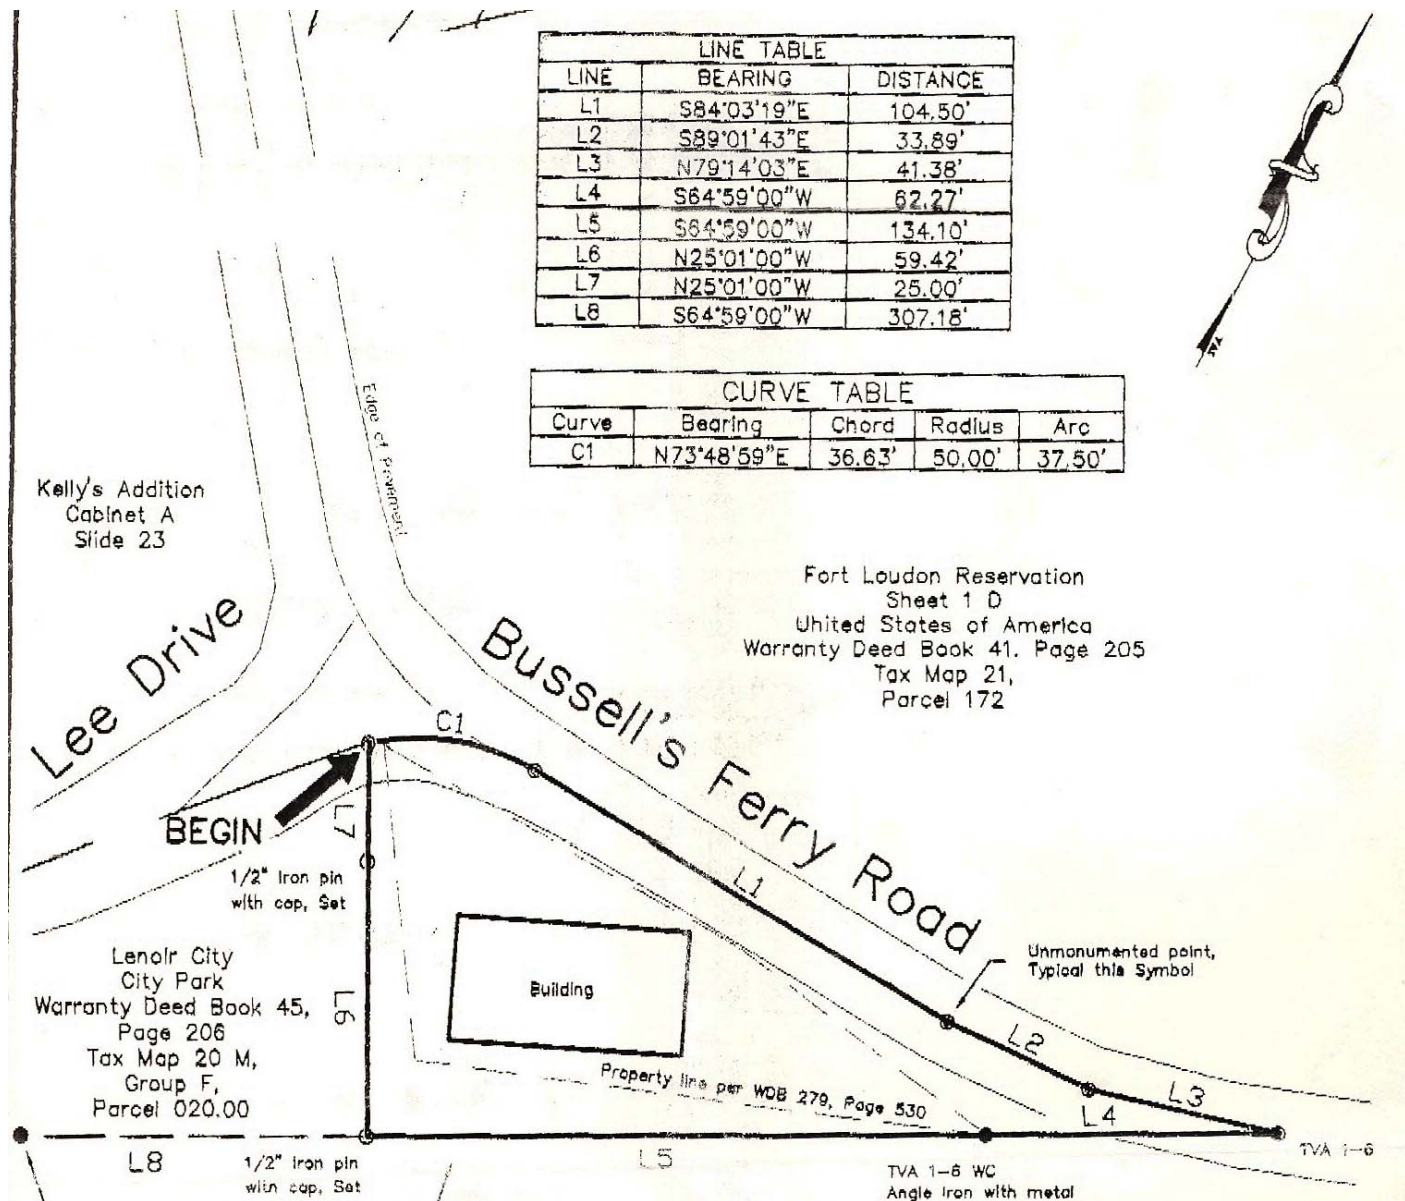 LINE TABLE
LINE BEARING DISTANCE
L1 S84°03'19"E 104.50'
L2 S89°01'43"E 33.89'
L3 N79°14'03"E 41.38'
L4 S64°59'00"W 62.27'
L5 S64°59'00"W 134.10'
L6 N25°01'00"W 59.42'
L7 N25°01'00"W 25.00'
L8 S64°59'00"W 307.18'
CURVE TABLE
Curve Bearing Chord Radius Arc
C1 N73°48'59"E 36.63' 50.00' 37.50'
Edge of Pavement
Kelly's Addition
Cabinet A
Slide 23
Fort Loudon Reservation
Sheet 1 D
United States of America
Warranty Deed Book 41. Page 205
Tax Map 21,
Parcel 172
Lee Drive
Bussell's Ferry Road
C1
BEGIN
L7
1/2" Iron pin
with cap, Set
L1
Unmonumented point,
Typical this Symbol
Lenoir City
City Park
Warranty Deed Book 45,
Page 206
Tax Map 20 M,
Group F,
Parcel 020.00
L6
Building
L2
L3
Property line per WDB 279, Page 530
L4
L8
1/2" Iron pin
with cap, Set
L5
TVA 1-6
TVA 1-6 WC
Angle Iron with metal